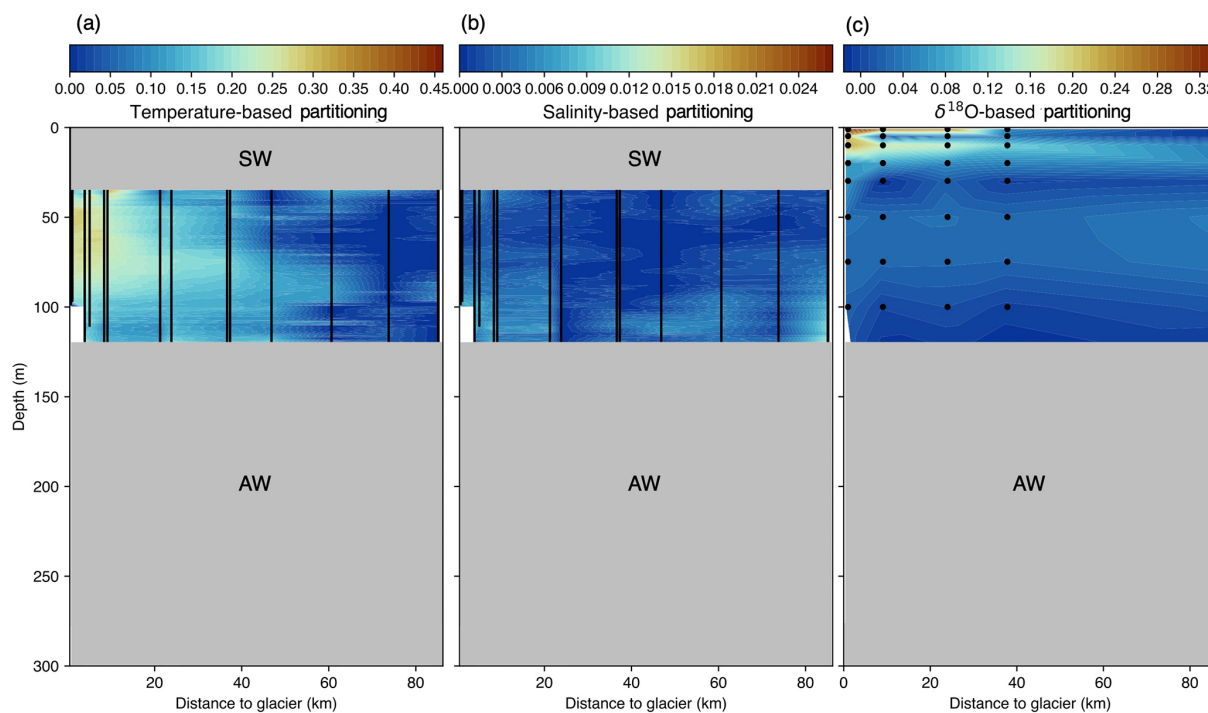 (a)
(b)
(c)
0.00 0.05 0.10 0.15 0.20 0.25 0.30 0.35 0.40 0.45
0.000 0.003 0.006 0.009 0.012 0.015 0.018 0.021 0.024
0.00 0.04 0.08 0.12 0.16 0.20 0.24 0.28 0.32
Temperature-based partitioning
Salinity-based partitioning
δ18O-based partitioning
0
50
100
150
200
250
300
Depth (m)
SW
AW
SW
AW
AW
20 40 60 80
20 40 60 80
0 20 40 60 80
Distance to glacier (km)
Distance to glacier (km)
Distance to glacier (km)